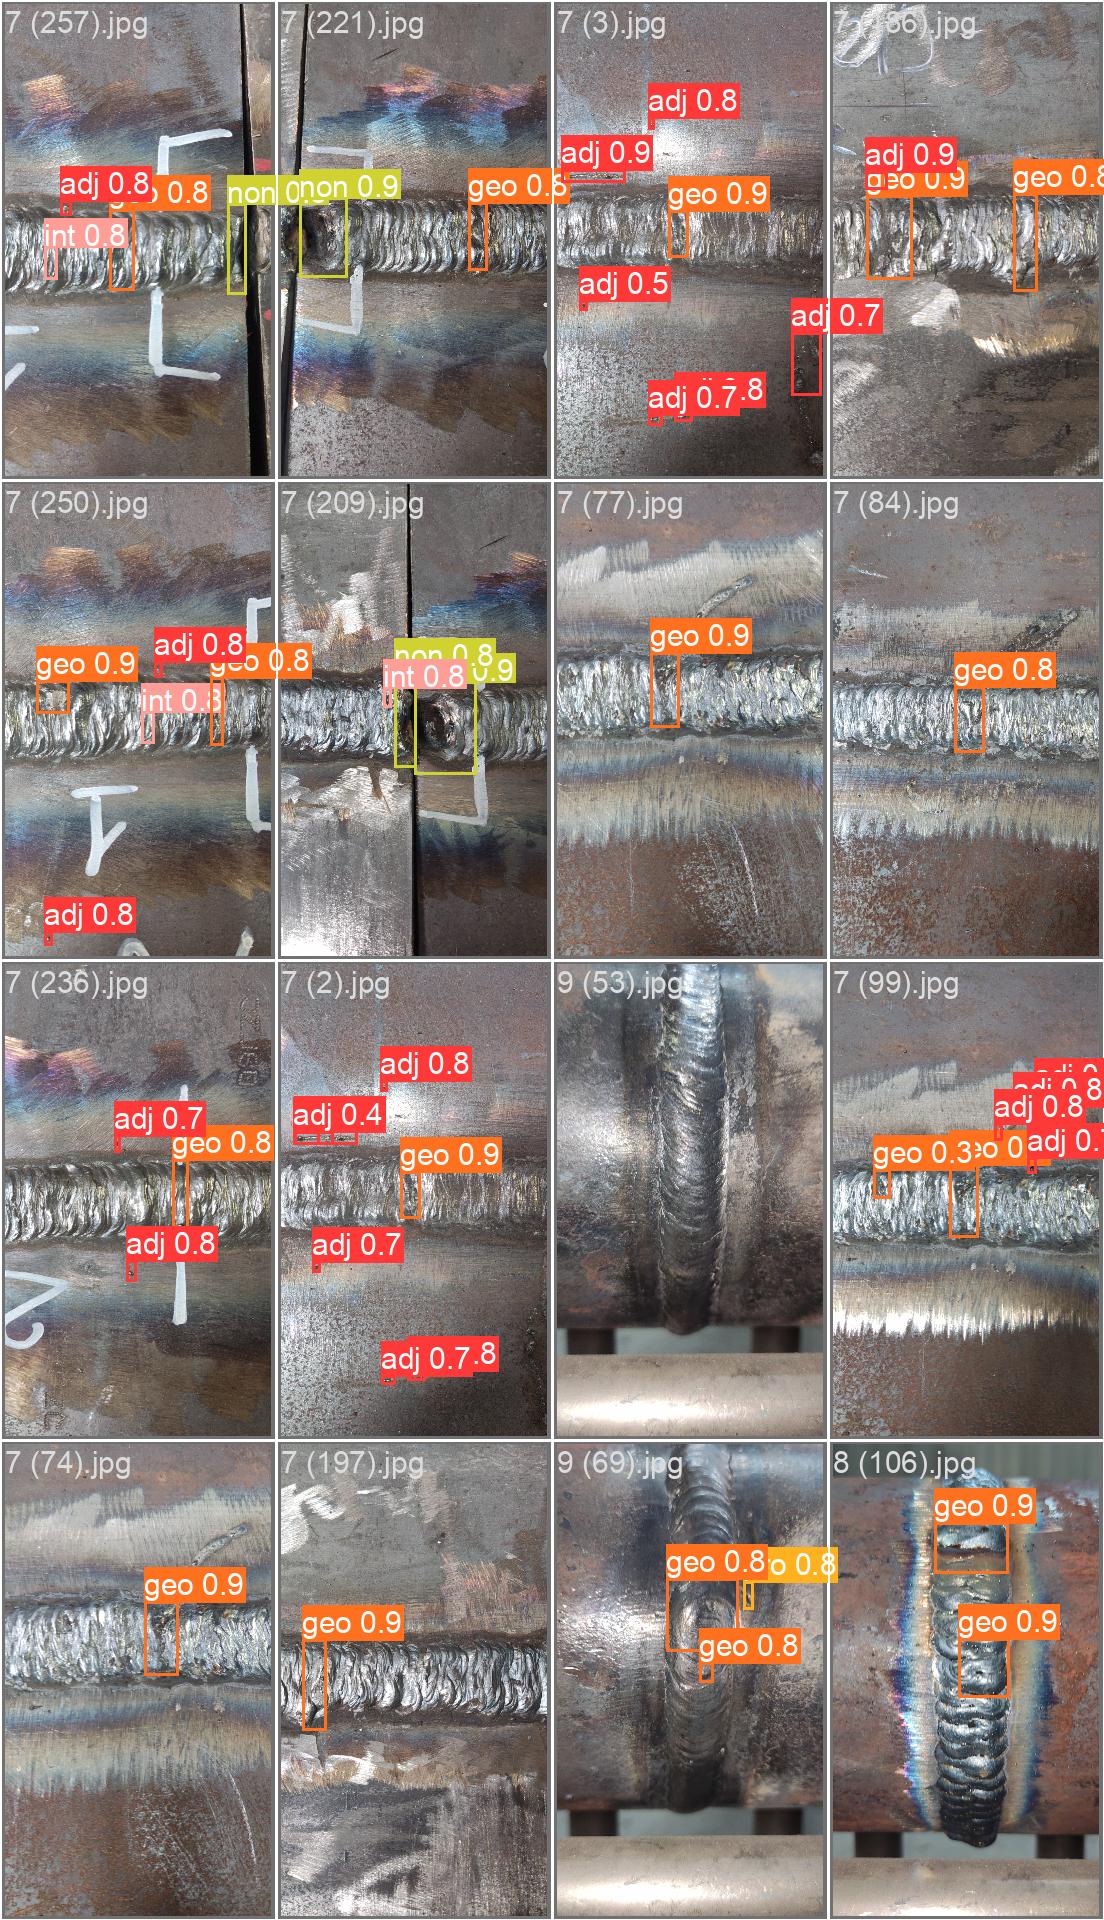 7 (257).jpg
adj 0.8
geo 0.8
int 0.8
7 (221).jpg
non 0.9
geo 0.8
7 (3).jpg
adj 0.8
adj 0.9
geo 0.9
adj 0.5
adj 0.7
adj 0.7
adj 0.9
geo 0.9
geo 0.8
7 (250).jpg
adj 0.8
geo 0.9
geo 0.8
int 0.8
adj 0.8
7 (209).jpg
non 0.8
int 0.8
7 (77).jpg
geo 0.9
7 (84).jpg
geo 0.8
7 (236).jpg
adj 0.7
geo 0.8
adj 0.8
7 (2).jpg
adj 0.8
adj 0.4
geo 0.9
adj 0.7
adj 0.7
9 (53).jpg
7 (99).jpg
adj 0.8
geo 0.3
7 (74).jpg
geo 0.9
7 (197).jpg
geo 0.9
9 (69).jpg
geo 0.8
geo 0.8
8 (106).jpg
geo 0.9
geo 0.9